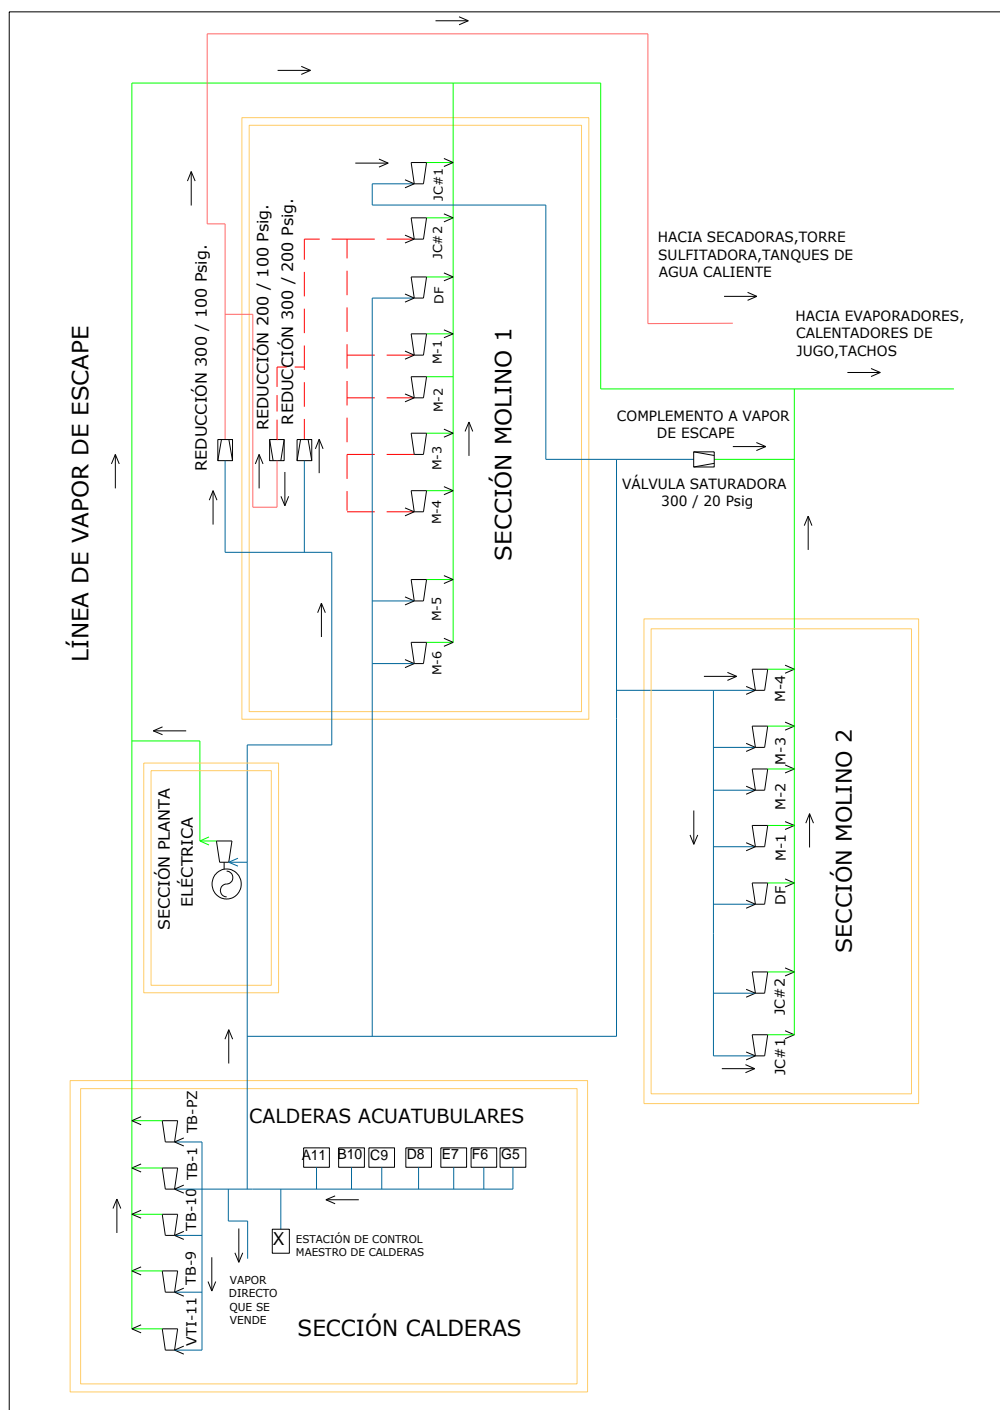 LÍNEA DE VAPOR DE ESCAPE
REDUCCIÓN 300 / 100 Psig.
REDUCCIÓN 200 / 100 Psig.
REDUCCIÓN 300 / 200 Psig.
JC#1
JC#2
DF
M-1
M-2
M-3
M-4
M-5
M-6
SECCIÓN MOLINO 1
HACIA SECADORAS,TORRE
SULFITADORA,TANQUES DE
AGUA CALIENTE
HACIA EVAPORADORES,
CALENTADORES DE
JUGO,TACHOS
COMPLEMENTO A VAPOR
DE ESCAPE
VÁLVULA SATURADORA
300 / 20 Psig
M-4
M-3
M-2
M-1
DF
JC#2
JC#1
SECCIÓN MOLINO 2
SECCIÓN PLANTA
ELÉCTRICA
CALDERAS ACUATUBULARES
A11
B10
C9
D8
E7
F6
G5
TB-PZ
TB-1
TB-10
TB-9
VTI-11
X
ESTACIÓN DE CONTROL
MAESTRO DE CALDERAS
VAPOR
DIRECTO
QUE SE
VENDE
SECCIÓN CALDERAS